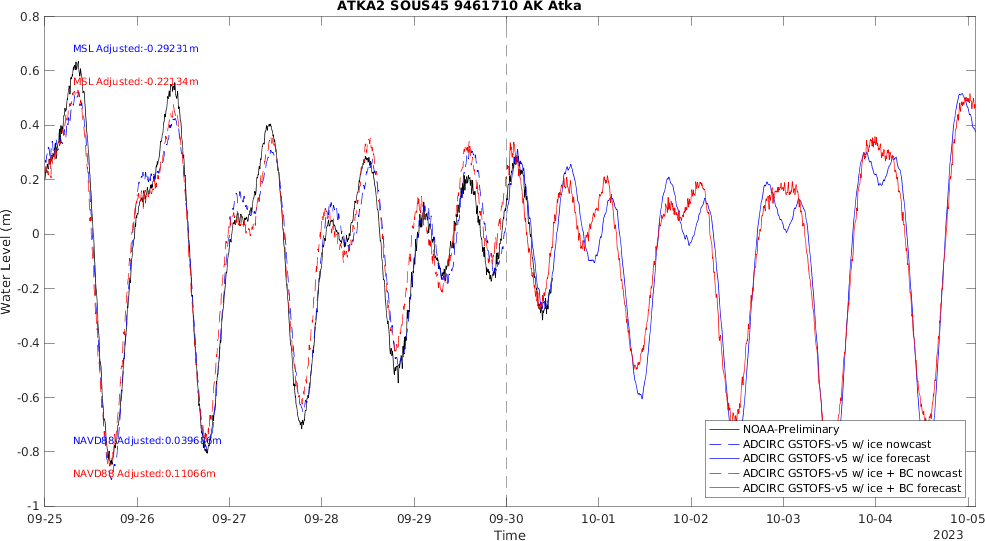 ATKA2 SOUS45 9461710 AK Atka
0.8
0.6
0.4
0.2
0
-0.2
-0.4
-0.6
-0.8
-1
Water Level (m)
MSL Adjusted:-0.29231m
MSL Adjusted:-0.22134m
NAVD88 Adjusted:0.039686m
NAVD88 Adjusted:0.11066m
NOAA-Preliminary
ADCIRC GSTOFS-v5 w/ ice nowcast
ADCIRC GSTOFS-v5 w/ ice forecast
ADCIRC GSTOFS-v5 w/ ice + BC nowcast
ADCIRC GSTOFS-v5 w/ ice + BC forecast
09-25 09-26 09-27 09-28 09-29 09-30 10-01 10-02 10-03 10-04 10-05
Time
2023